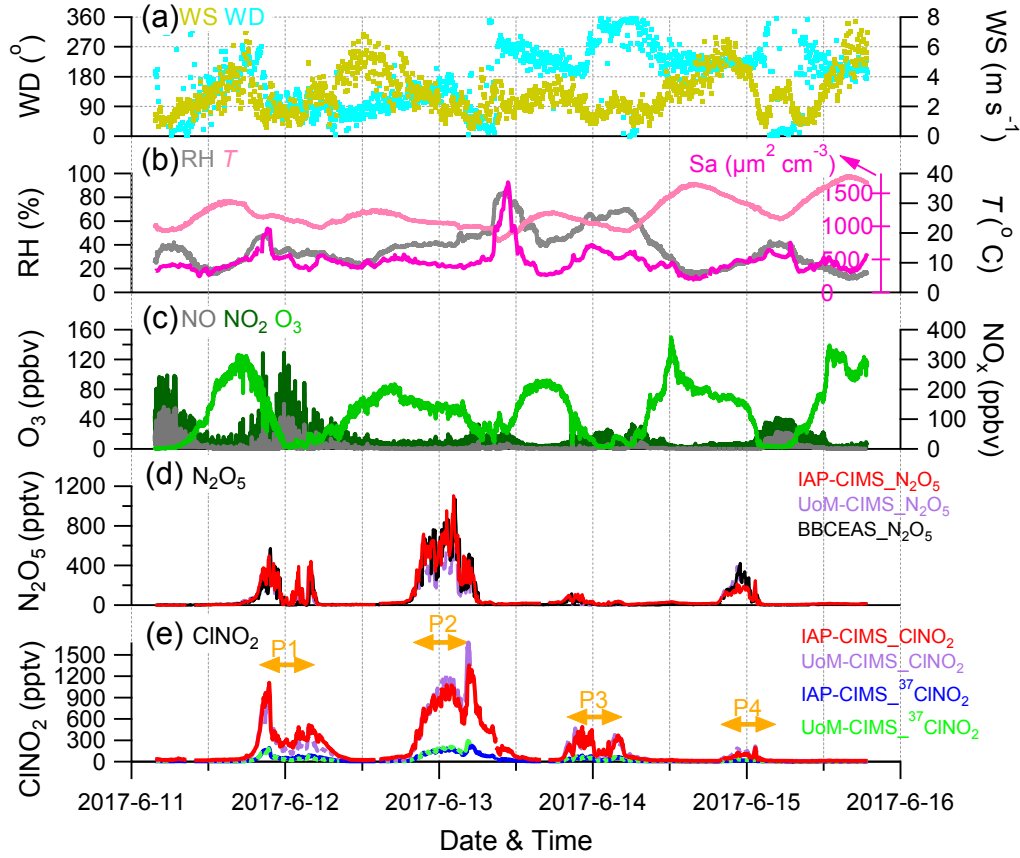 (a) WS WD
360
270
180
90
0
WD (°)
8
6
4
2
0
WS (m s⁻¹)
(b) RH T
Sa (µm² cm⁻³)
100
80
60
40
20
0
RH (%)
1500
1000
500
0
40
30
20
10
0
T (°C)
(c) NO NO₂ O₃
160
120
80
40
0
O₃ (ppbv)
400
300
200
100
0
NOₓ (ppbv)
(d) N₂O₅
1200
800
400
0
N₂O₅ (pptv)
IAP-CIMS_N₂O₅
UoM-CIMS_N₂O₅
BBCEAS_N₂O₅
(e) ClNO₂
P1
P2
P3
P4
1500
1200
900
600
300
0
ClNO₂ (pptv)
IAP-CIMS_ClNO₂
UoM-CIMS_ClNO₂
IAP-CIMS_³⁷ClNO₂
UoM-CIMS_³⁷ClNO₂
2017-6-11 2017-6-12 2017-6-13 2017-6-14 2017-6-15 2017-6-16
Date & Time